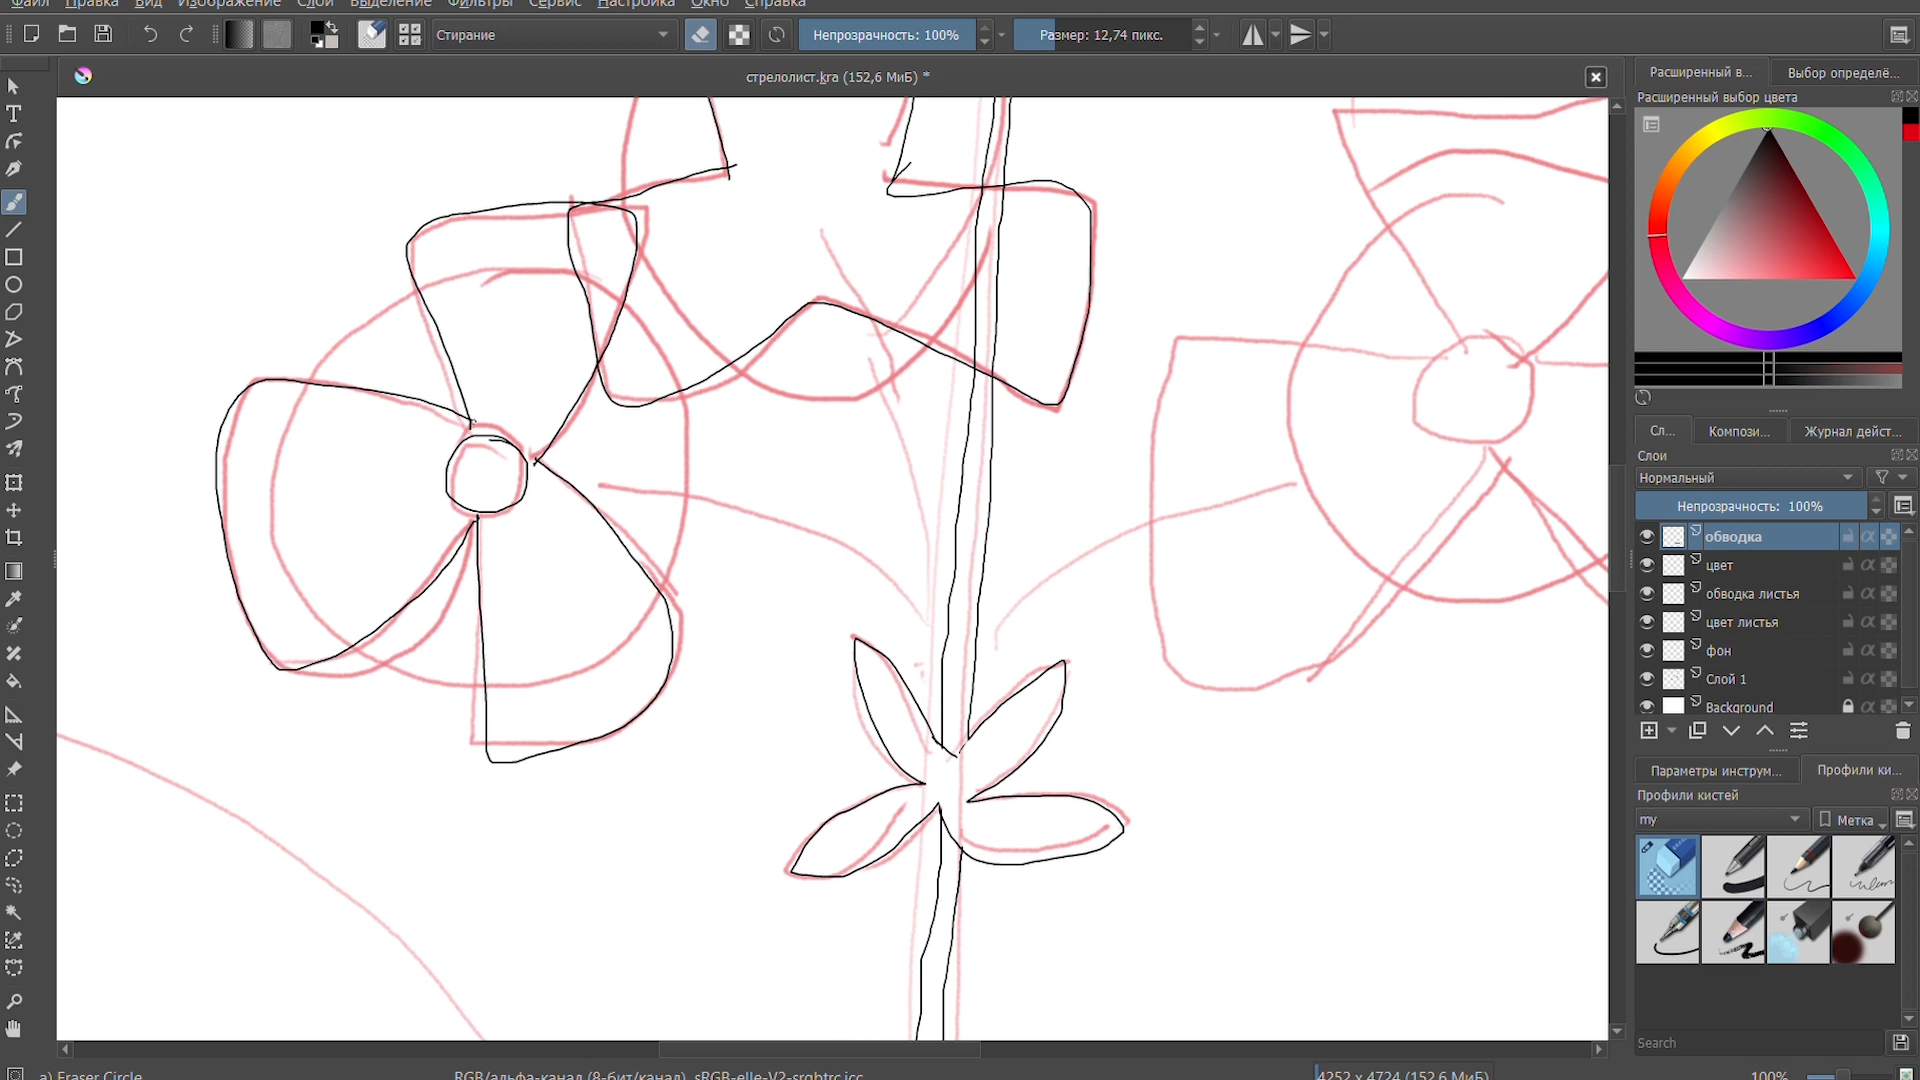 Файл Правка Вид Изображение Слой Выделение Фильтры Сервис Настройка Окно Справка
Стирание
Непрозрачность: 100%
Размер: 12,74 пикс.
стрелолист.kra (152,6 МиБ) *
Расширенный в...
Выбор определё...
Расширенный выбор цвета
Сл...
Компози...
Журнал дейст...
Слои
Нормальный
Непрозрачность: 100%
обводка
цвет
обводка листья
цвет листья
фон
Слой 1
Background
Параметры инструм...
Профили ки...
Профили кистей
my
Метка
Search
a) Eraser Circle
RGB/альфа-канал (8-бит/канал), sRGB-elle-V2-srgbtrc.icc
4252 x 4724 (152,6 МиБ)
100%